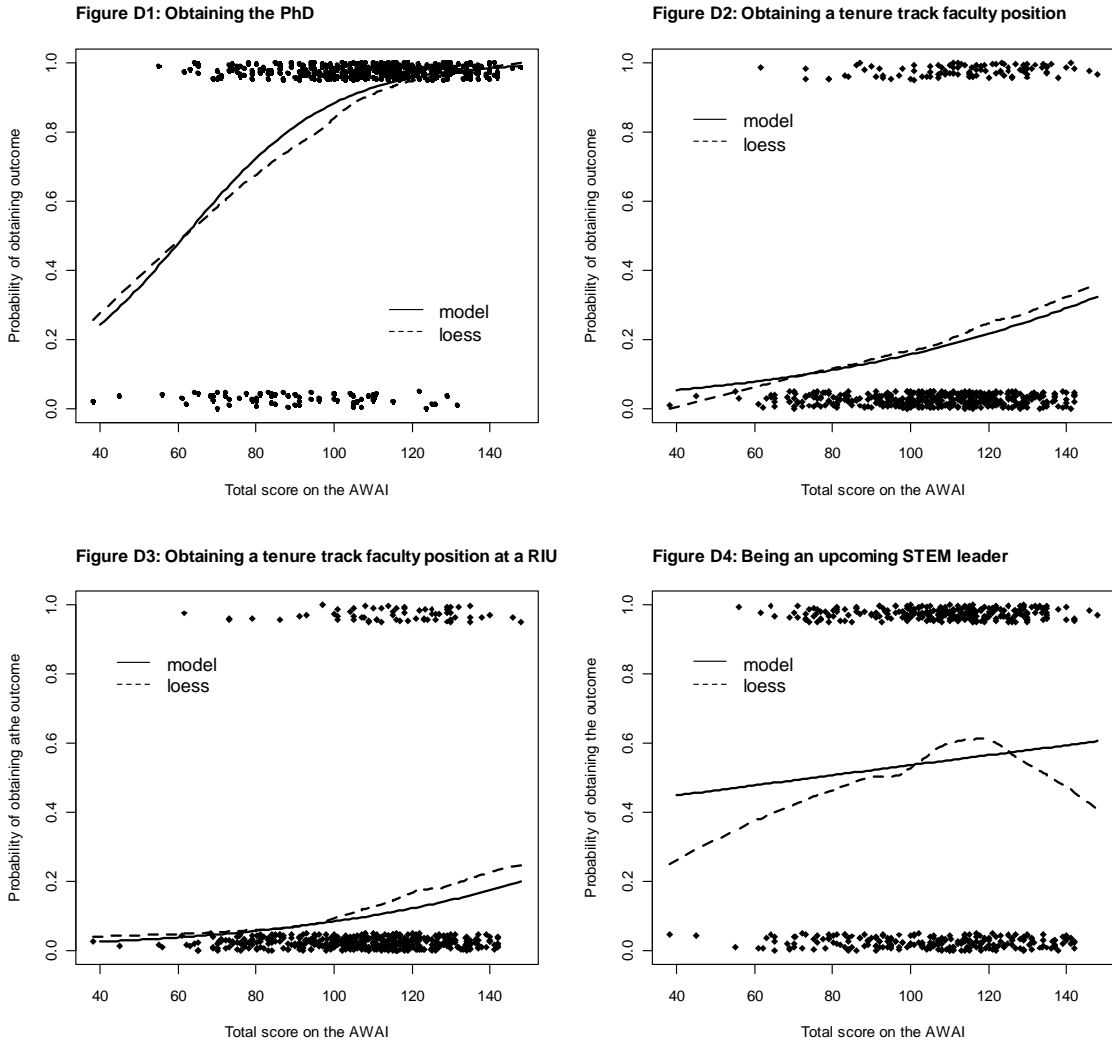 Figure D1: Obtaining the PhD
Probability of obtaining outcome
1.0
0.8
0.6
0.4
0.2
0.0
model
loess
40 60 80 100 120 140
Total score on the AWAI
Figure D2: Obtaining a tenure track faculty position
Probability of obtaining outcome
1.0
0.8
0.6
0.4
0.2
0.0
model
loess
40 60 80 100 120 140
Total score on the AWAI
Figure D3: Obtaining a tenure track faculty position at a RIU
Probability of obtaining athe outcome
1.0
0.8
0.6
0.4
0.2
0.0
model
loess
40 60 80 100 120 140
Total score on the AWAI
Figure D4: Being an upcoming STEM leader
Probability of obtaining the outcome
1.0
0.8
0.6
0.4
0.2
0.0
model
loess
40 60 80 100 120 140
Total score on the AWAI